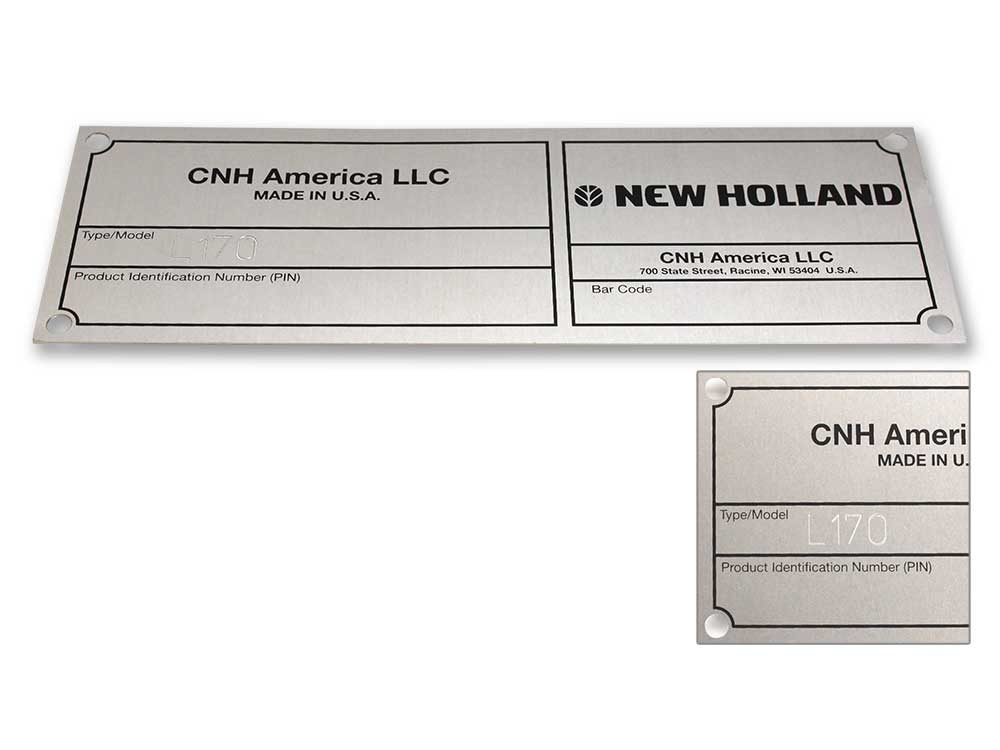 CNH America LLC
MADE IN U.S.A.
Type/Model L170
Product Identification Number (PIN)
NEW HOLLAND
CNH America LLC
700 State Street, Racine, WI 53404 U.S.A.
Bar Code
CNH Ameri
MADE IN U.
Type/Model L170
Product Identification Number (PIN)